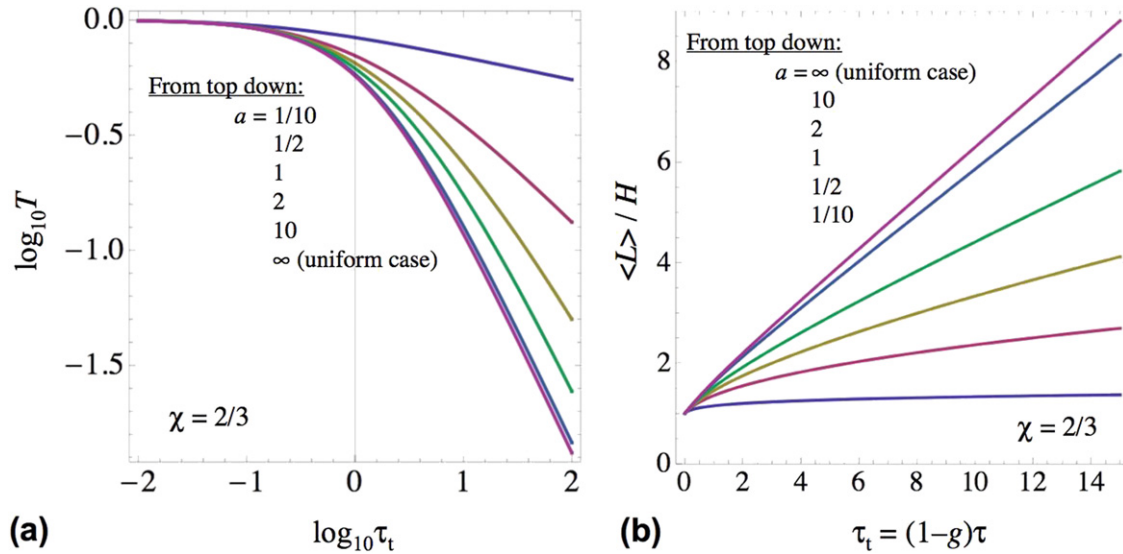 0.0
−0.5
−1.0
−1.5
log₁₀T
From top down:
a = 1/10
1/2
1
2
10
∞ (uniform case)
χ = 2/3
−2
−1
0
1
2
(a)
log₁₀τₜ
8
6
4
2
0
<L> / H
From top down:
a = ∞ (uniform case)
10
2
1
1/2
1/10
χ = 2/3
0
2
4
6
8
10
12
14
(b)
τₜ = (1–g)τ